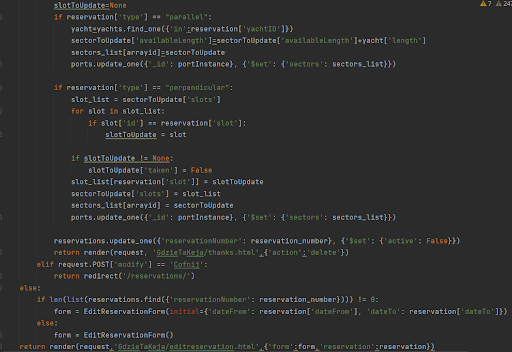 7 247
slotToUpdate=None
if reservation['type'] == "parallel":
yacht=yachts.find_one({'in':reservation['yachtID']})
sectorToUpdate['availableLength']=sectorToUpdate['availableLength']+yacht['length']
sectors_list[arrayid]=sectorToUpdate
ports.update_one({'_id': portInstance}, {'$set': {'sectors': sectors_list}})
if reservation['type'] == "perpendicular":
slot_list = sectorToUpdate['slots']
for slot in slot_list:
if slot['id'] == reservation['slot']:
slotToUpdate = slot
if slotToUpdate != None:
slotToUpdate['taken'] = False
slot_list[reservation['slot']] = slotToUpdate
sectorToUpdate['slots'] = slot_list
sectors_list[arrayid] = sectorToUpdate
ports.update_one({'_id': portInstance}, {'$set': {'sectors': sectors_list}})
reservations.update_one({'reservationNumber': reservation_number}, {'$set': {'active': False}})
return render(request, 'GdzieTaKeja/thanks.html',{'action':'delete'})
elif request.POST['modify'] == 'Cofnij':
return redirect('/reservations/')
else:
if len(list(reservations.find({'reservationNumber': reservation_number}))) != 0:
form = EditReservationForm(initial={'dateFrom': reservation['dateFrom'], 'dateTo': reservation['dateTo']})
else:
form = EditReservationForm()
return render(request,'GdzieTaKeja/editreservation.html',{'form':form,'reservation':reservation})